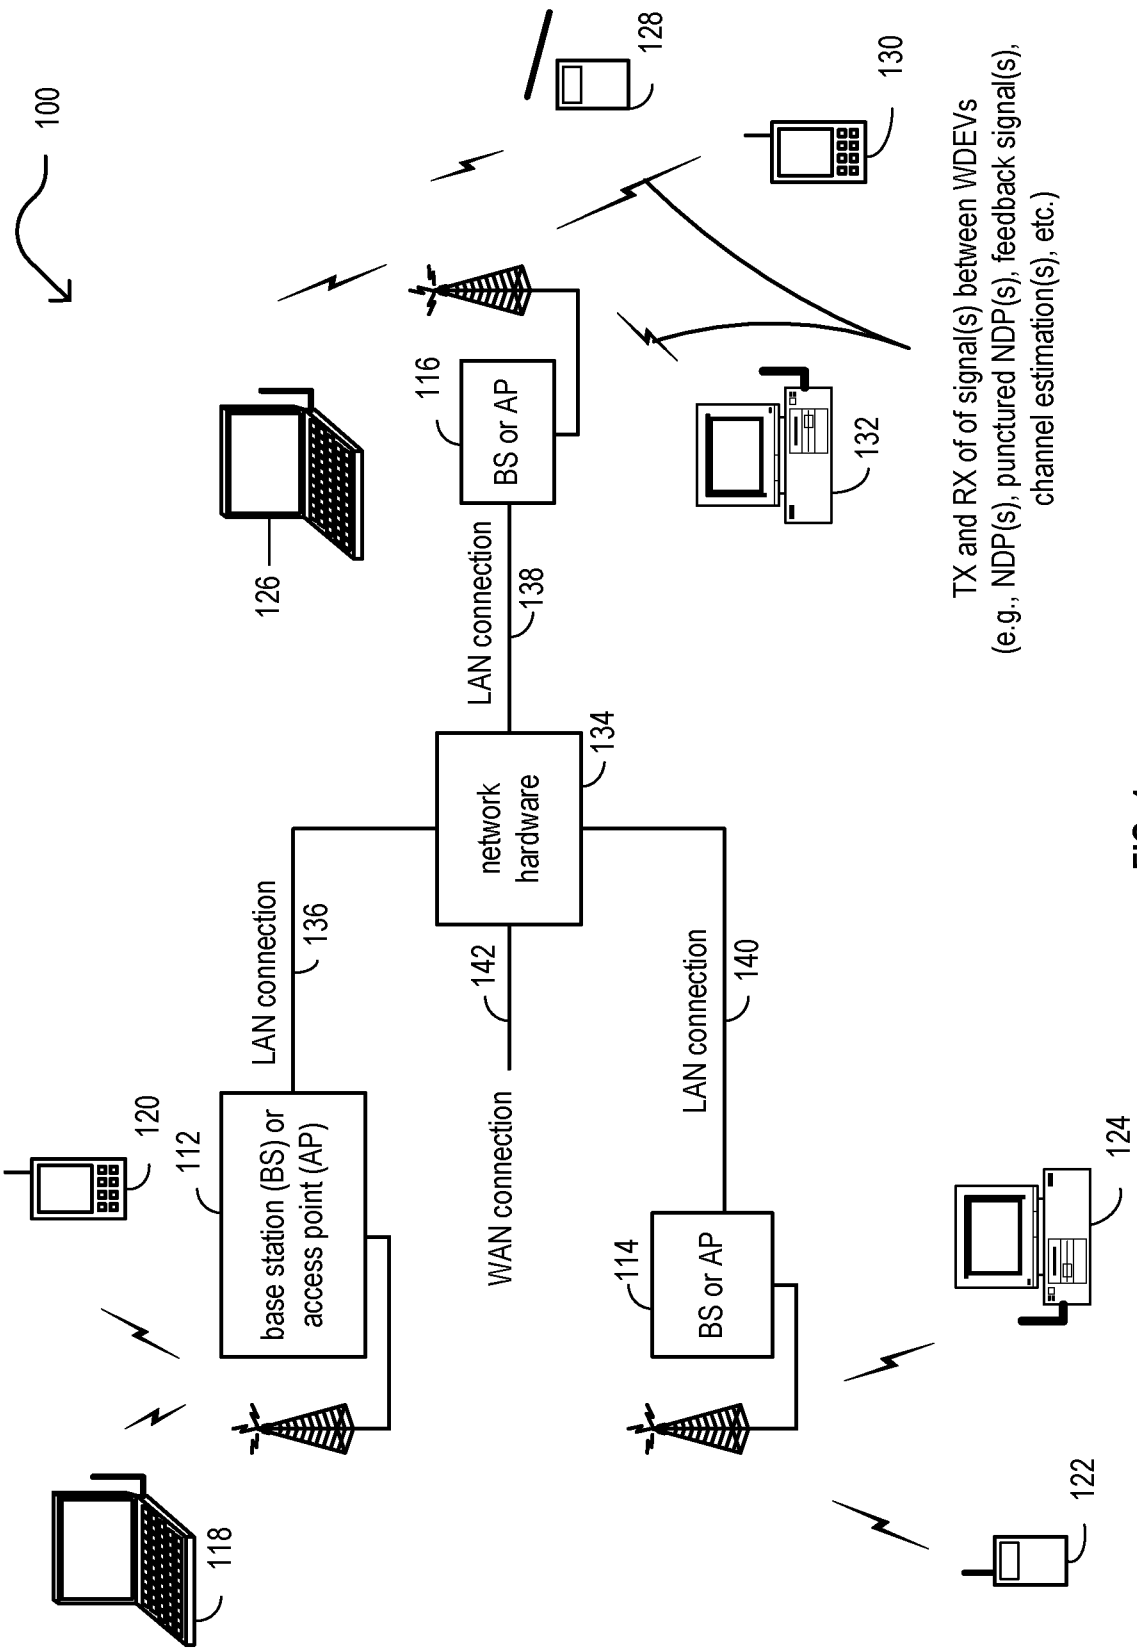 100
118
120
base station (BS) or
access point (AP)
112
LAN connection
136
126
116
BS or AP
128
130
WAN connection
142
network
hardware
134
LAN connection
138
114
BS or AP
LAN connection
140
132
122
124
TX and RX of of signal(s) between WDEVs
(e.g., NDP(s), punctured NDP(s), feedback signal(s),
channel estimation(s), etc.)